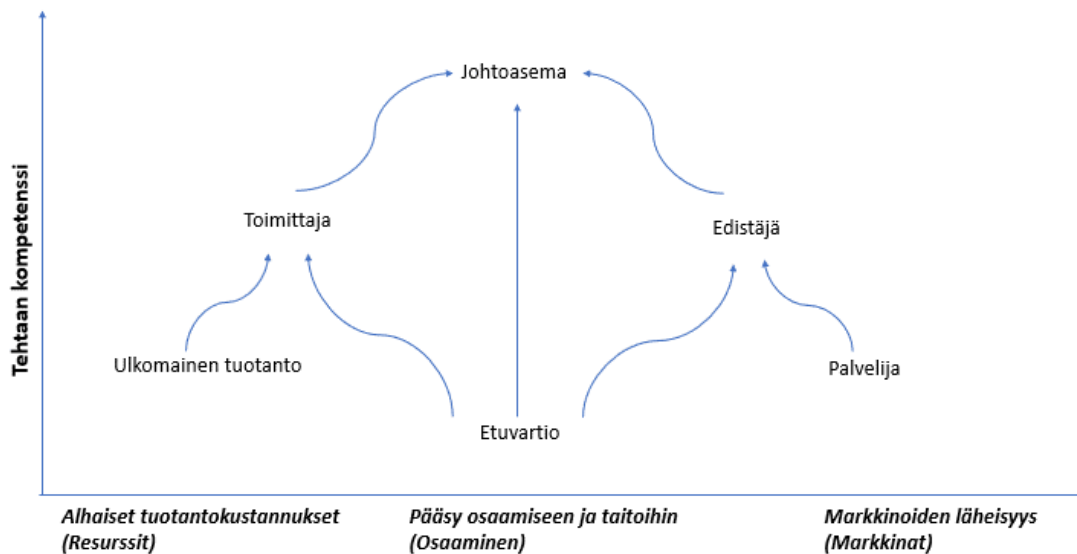 Johtoasema
Toimittaja
Edistäjä
Tehtaan kompetenssi
Ulkomainen tuotanto
Palvelija
Etuvartio
Alhaiset tuotantokustannukset
(Resurssit)
Pääsy osaamiseen ja taitoihin
(Osaaminen)
Markkinoiden läheisyys
(Markkinat)